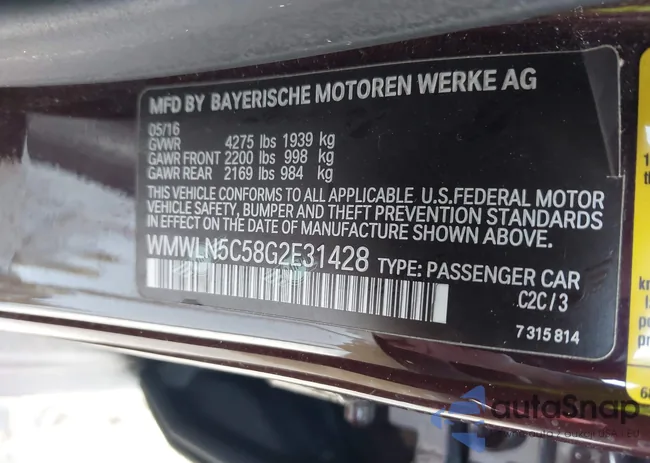 MFD BY BAYERISCHE MOTOREN WERKE AG
05/16
GVWR 4275 lbs 1939 kg
GAWR FRONT 2200 lbs 998 kg
GAWR REAR 2169 lbs 984 kg
THIS VEHICLE CONFORMS TO ALL APPLICABLE U.S.FEDERAL MOTOR
VEHICLE SAFETY, BUMPER AND THEFT PREVENTION STANDARDS
IN EFFECT ON THE DATE OF MANUFACTURE SHOWN ABOVE.
WMWLN5C58G2E31428 TYPE: PASSENGER CAR
C2C/3
7 315 814
autoSnap